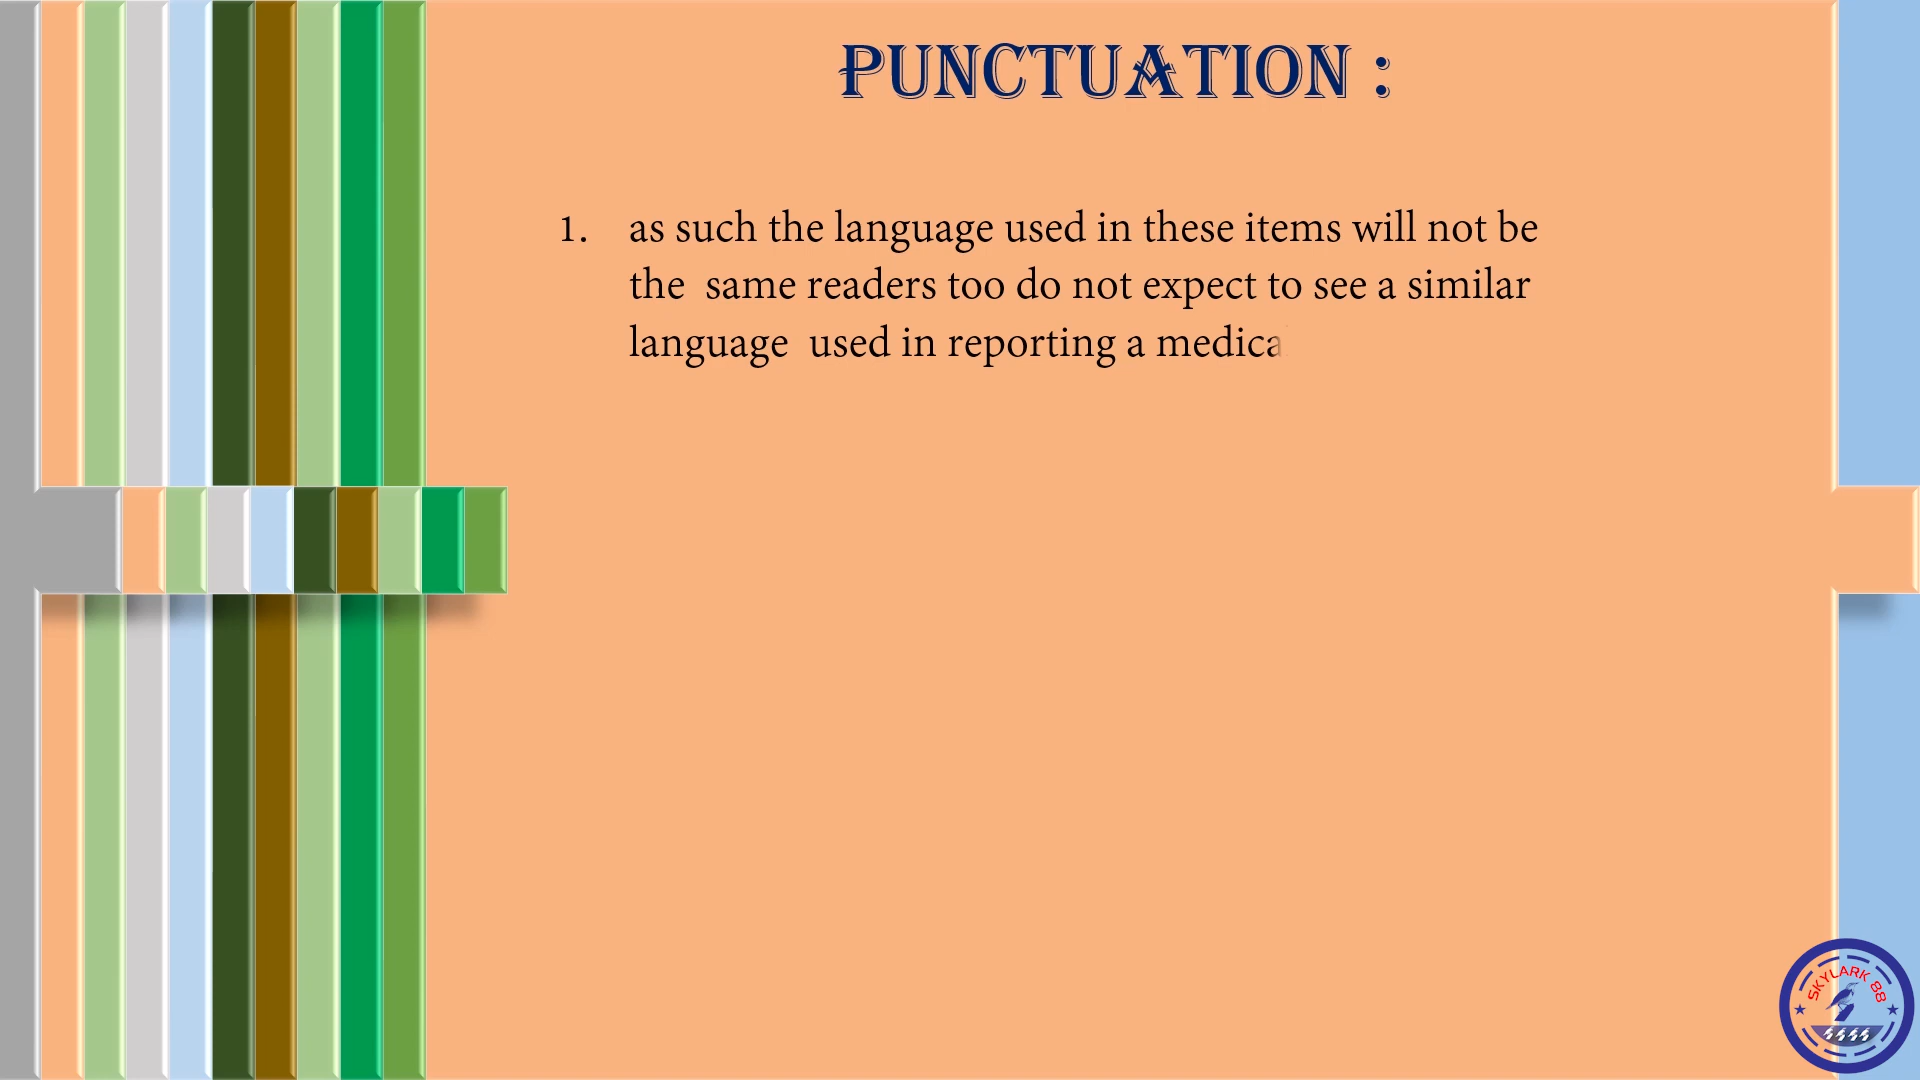 PUNCTUATION :
1. as such the language used in these items will not be
the  same readers too do not expect to see a similar
language  used in reporting a medica
SKYLARK 88